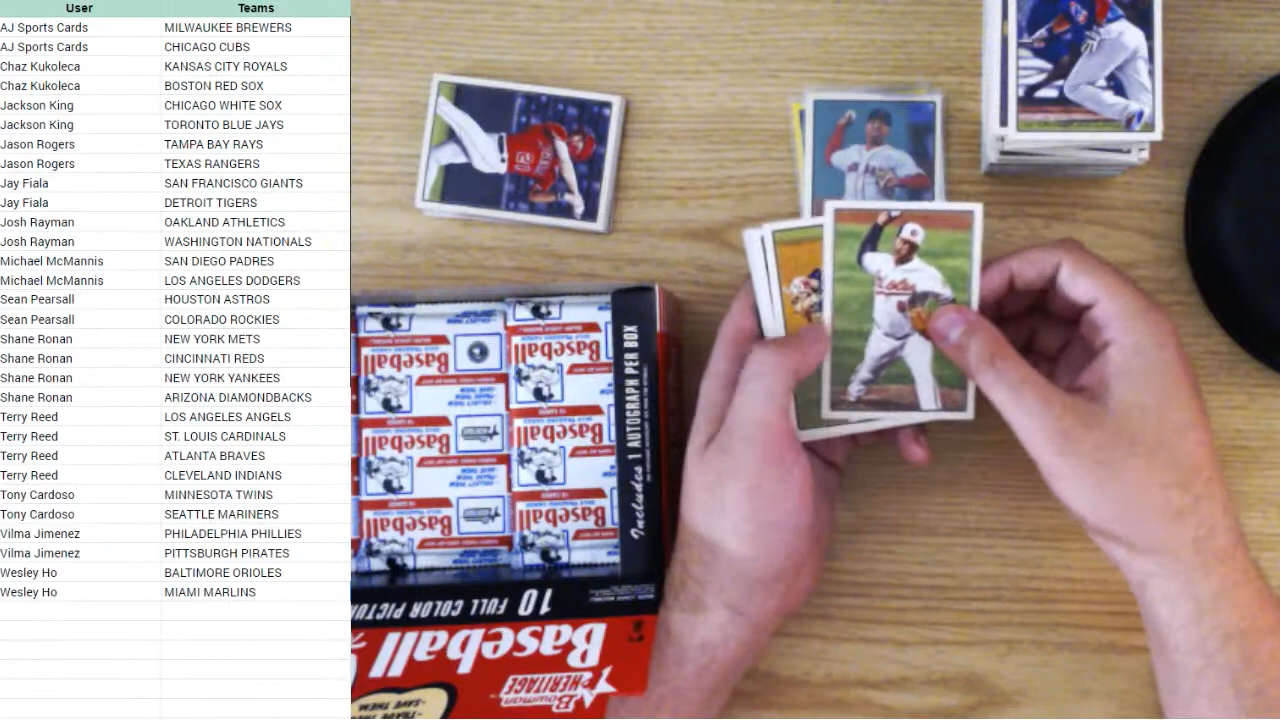 User Teams
AJ Sports Cards MILWAUKEE BREWERS
AJ Sports Cards CHICAGO CUBS
Chaz Kukoleca KANSAS CITY ROYALS
Chaz Kukoleca BOSTON RED SOX
Jackson King CHICAGO WHITE SOX
Jackson King TORONTO BLUE JAYS
Jason Rogers TAMPA BAY RAYS
Jason Rogers TEXAS RANGERS
Jay Fiala SAN FRANCISCO GIANTS
Jay Fiala DETROIT TIGERS
Josh Rayman OAKLAND ATHLETICS
Josh Rayman WASHINGTON NATIONALS
Michael McMannis SAN DIEGO PADRES
Michael McMannis LOS ANGELES DODGERS
Sean Pearsall HOUSTON ASTROS
Sean Pearsall COLORADO ROCKIES
Shane Ronan NEW YORK METS
Shane Ronan CINCINNATI REDS
Shane Ronan NEW YORK YANKEES
Shane Ronan ARIZONA DIAMONDBACKS
Terry Reed LOS ANGELES ANGELS
Terry Reed ST. LOUIS CARDINALS
Terry Reed ATLANTA BRAVES
Terry Reed CLEVELAND INDIANS
Tony Cardoso MINNESOTA TWINS
Tony Cardoso SEATTLE MARINERS
Vilma Jimenez PHILADELPHIA PHILLIES
Vilma Jimenez PITTSBURGH PIRATES
Wesley Ho BALTIMORE ORIOLES
Wesley Ho MIAMI MARLINS
12
Baseball
Baseball
Baseball
Baseball
Baseball
Baseball
Baseball
Baseball
Includes 1 AUTOGRAPH PER BOX
10 FULL COLOR
Baseball
Bowman
HERITAGE